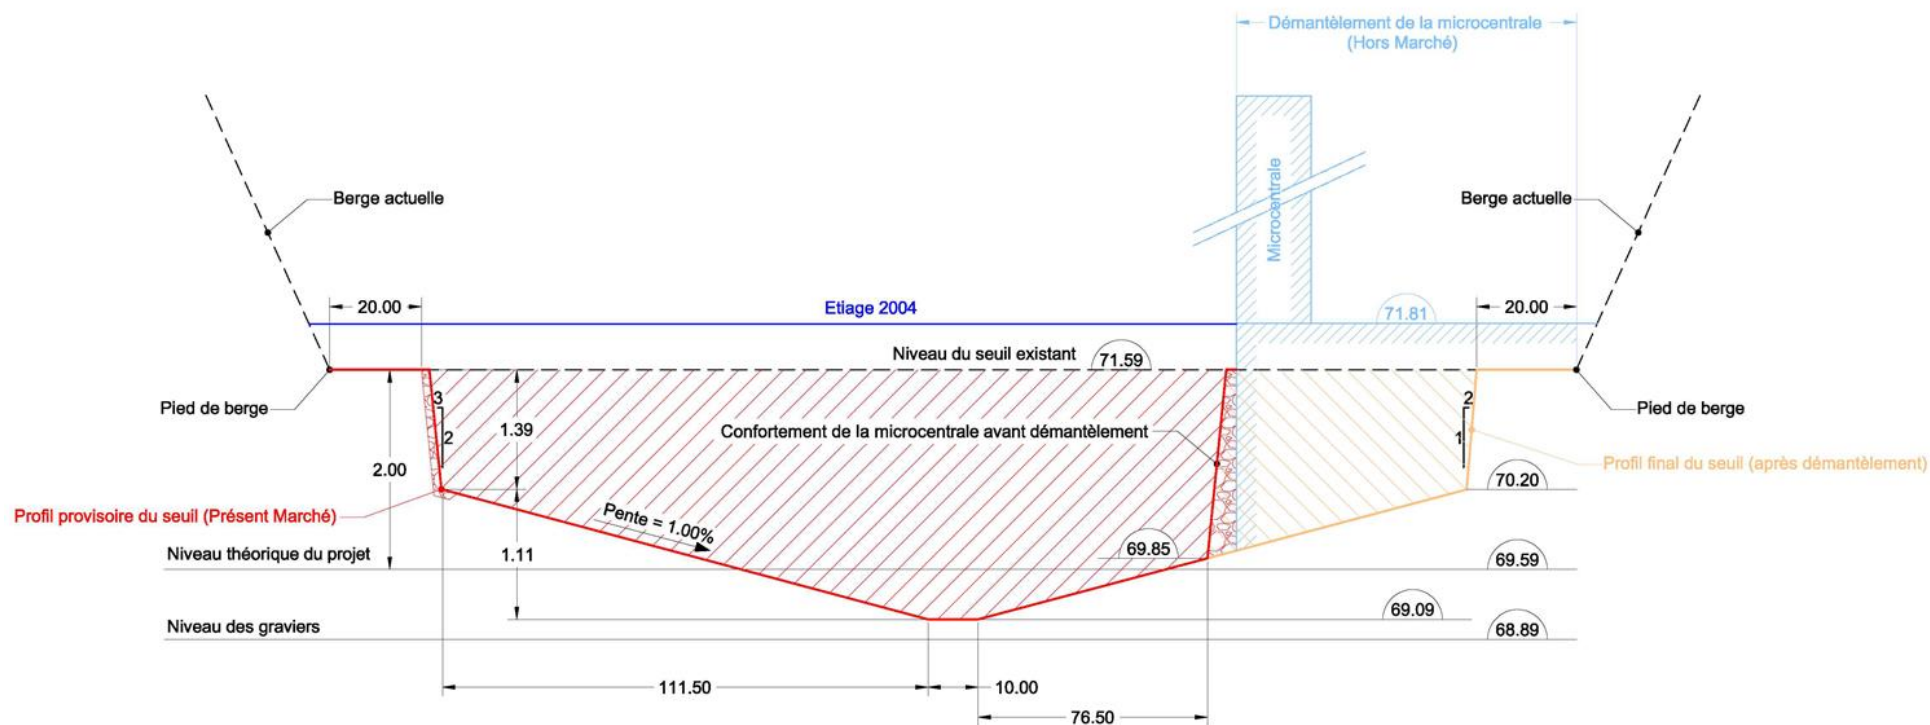 Démantèlement de la microcentrale
(Hors Marché)
Berge actuelle
Microcentrale
Berge actuelle
20.00
Etiage 2004
71.81
20.00
Niveau du seuil existant
71.59
Pied de berge
3
2
1.39
2.00
Confortement de la microcentrale avant démantèlement
2
1
Pied de berge
Profil final du seuil (après démantèlement)
70.20
Profil provisoire du seuil (Présent Marché)
Pente = 1.00%
1.11
Niveau théorique du projet
69.85
69.59
69.09
Niveau des graviers
68.89
111.50
10.00
76.50